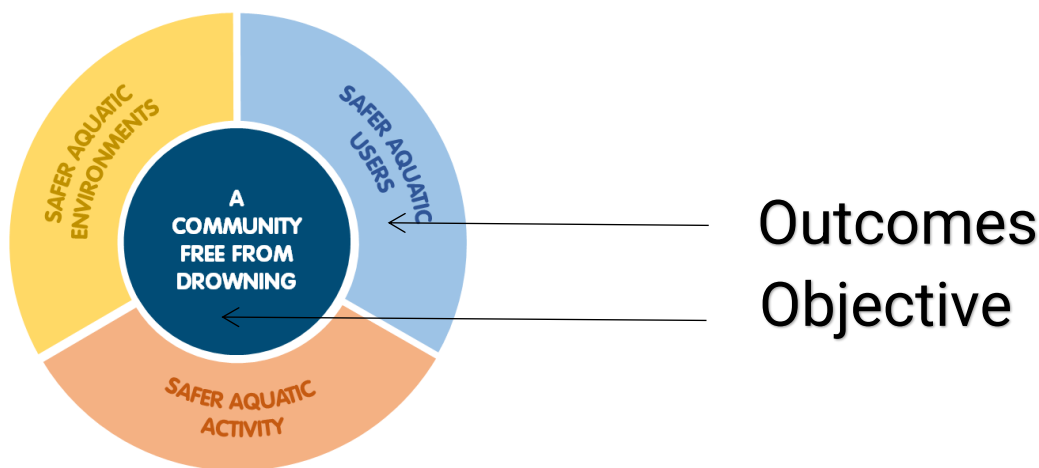 SAFER AQUATIC
ENVIRONMENTS
SAFER AQUATIC
USERS
A
COMMUNITY
FREE FROM
DROWNING
SAFER AQUATIC
ACTIVITY
Outcomes
Objective